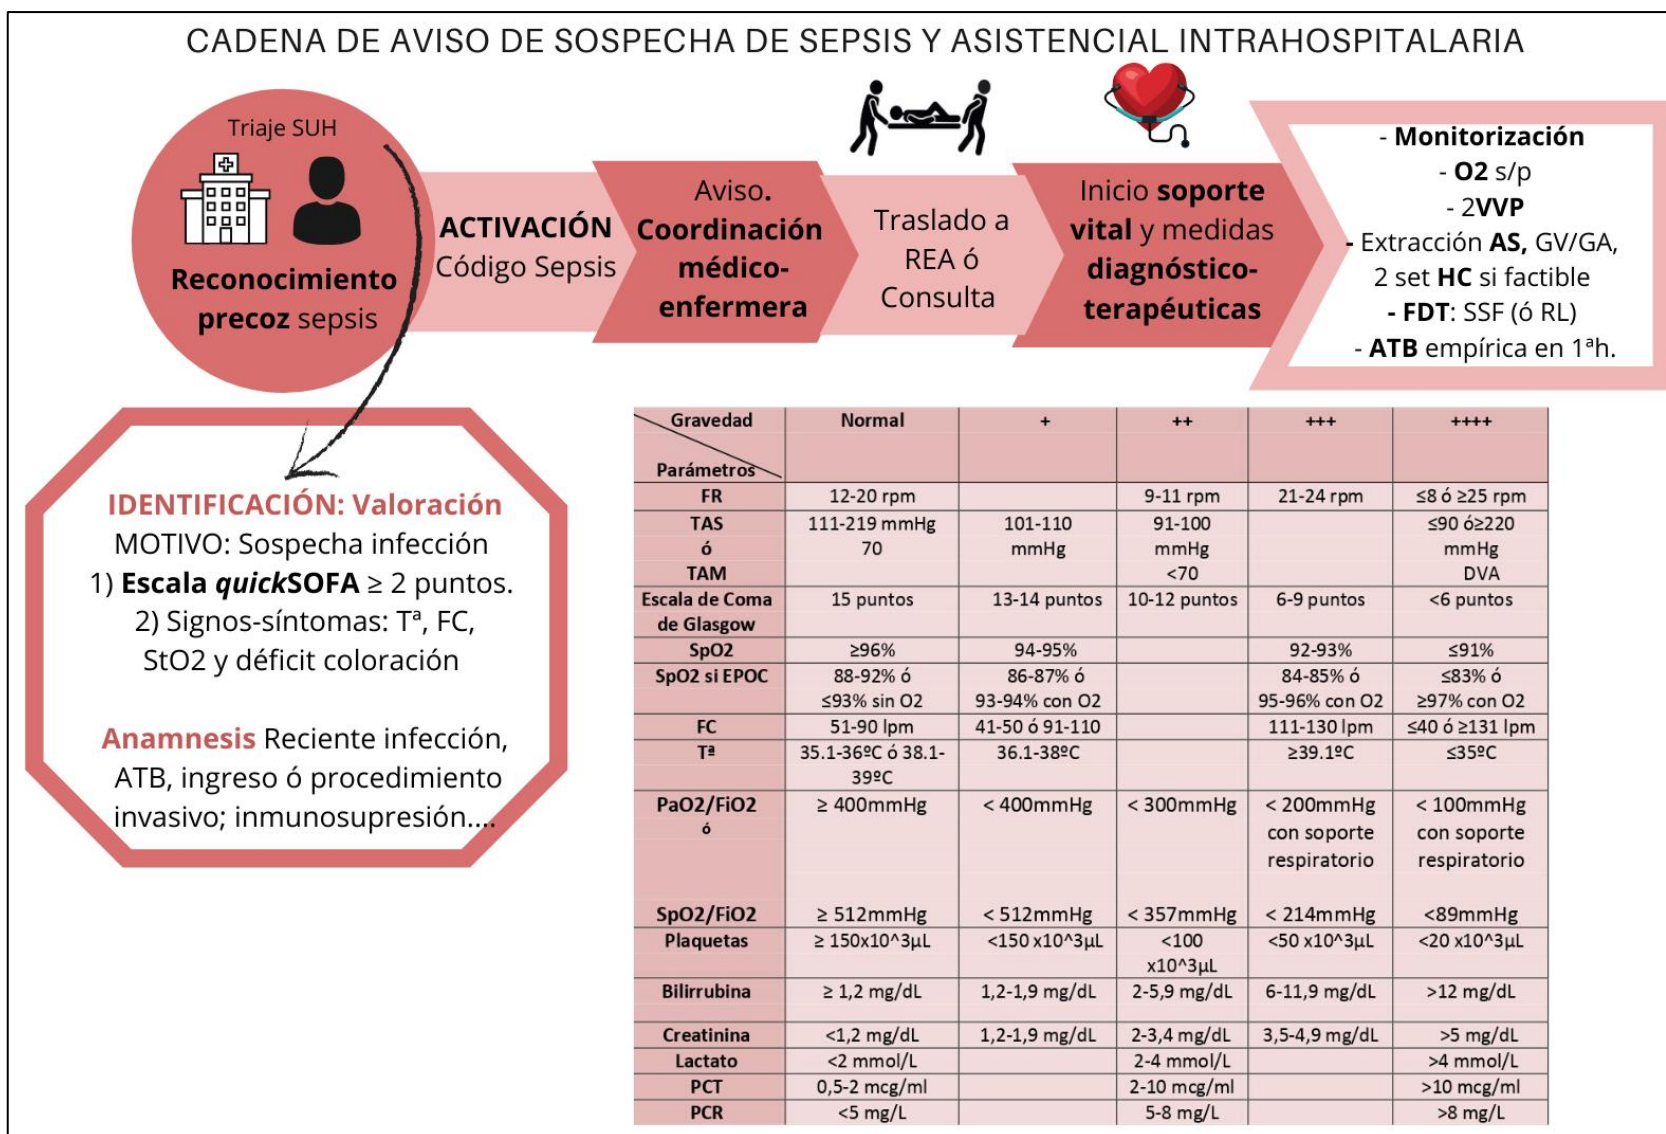 CADENA DE AVISO DE SOSPECHA DE SEPSIS Y ASISTENCIAL INTRAHOSPITALARIA
Triaje SUH
Reconocimiento
precoz sepsis
ACTIVACIÓN
Código Sepsis
Aviso.
Coordinación
médico-
enfermera
Traslado a
REA ó
Consulta
Inicio soporte
vital y medidas
diagnóstico-
terapéuticas
- Monitorización
- O2 s/p
- 2VVP
- Extracción AS, GV/GA,
2 set HC si factible
- FDT: SSF (ó RL)
- ATB empírica en 1ªh.
IDENTIFICACIÓN: Valoración
MOTIVO: Sospecha infección
1) Escala quickSOFA ≥ 2 puntos.
2) Signos-síntomas: Tª, FC,
StO2 y déficit coloración
Anamnesis Reciente infección,
ATB, ingreso ó procedimiento
invasivo; inmunosupresión....
Gravedad Normal + ++ +++ ++++
Parámetros
FR 12-20 rpm 9-11 rpm 21-24 rpm ≤8 ó ≥25 rpm
TAS 111-219 mmHg 101-110 91-100 ≤90 ó≥220
ó 70 mmHg mmHg mmHg
TAM <70 DVA
Escala de Coma 15 puntos 13-14 puntos 10-12 puntos 6-9 puntos <6 puntos
de Glasgow
SpO2 ≥96% 94-95% 92-93% ≤91%
SpO2 si EPOC 88-92% ó 86-87% ó 84-85% ó ≤83% ó
≤93% sin O2 93-94% con O2 95-96% con O2 ≥97% con O2
FC 51-90 lpm 41-50 ó 91-110 111-130 lpm ≤40 ó ≥131 lpm
Tª 35.1-36ºC ó 38.1- 36.1-38ºC ≥39.1ºC ≤35ºC
39ºC
PaO2/FiO2 ≥ 400mmHg < 400mmHg < 300mmHg < 200mmHg < 100mmHg
ó con soporte con soporte
respiratorio respiratorio
SpO2/FiO2 ≥ 512mmHg < 512mmHg < 357mmHg < 214mmHg <89mmHg
Plaquetas ≥ 150x10^3µL <150 x10^3µL <100 <50 x10^3µL <20 x10^3µL
x10^3µL
Bilirrubina ≥ 1,2 mg/dL 1,2-1,9 mg/dL 2-5,9 mg/dL 6-11,9 mg/dL >12 mg/dL
Creatinina <1,2 mg/dL 1,2-1,9 mg/dL 2-3,4 mg/dL 3,5-4,9 mg/dL >5 mg/dL
Lactato <2 mmol/L 2-4 mmol/L >4 mmol/L
PCT 0,5-2 mcg/ml 2-10 mcg/ml >10 mcg/ml
PCR <5 mg/L 5-8 mg/L >8 mg/L